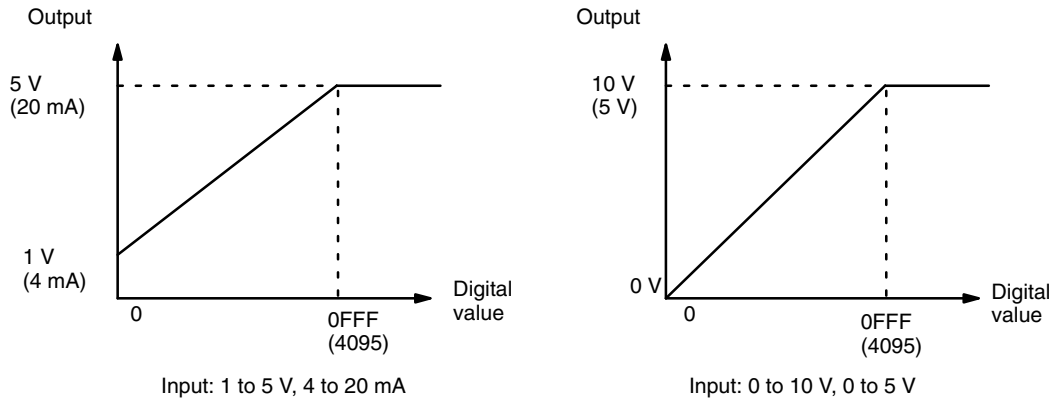 Output
5 V
(20 mA)
1 V
(4 mA)
0
0FFF
(4095)
Digital
value
Input: 1 to 5 V, 4 to 20 mA
Output
10 V
(5 V)
0 V
0
0FFF
(4095)
Digital
value
Input: 0 to 10 V, 0 to 5 V